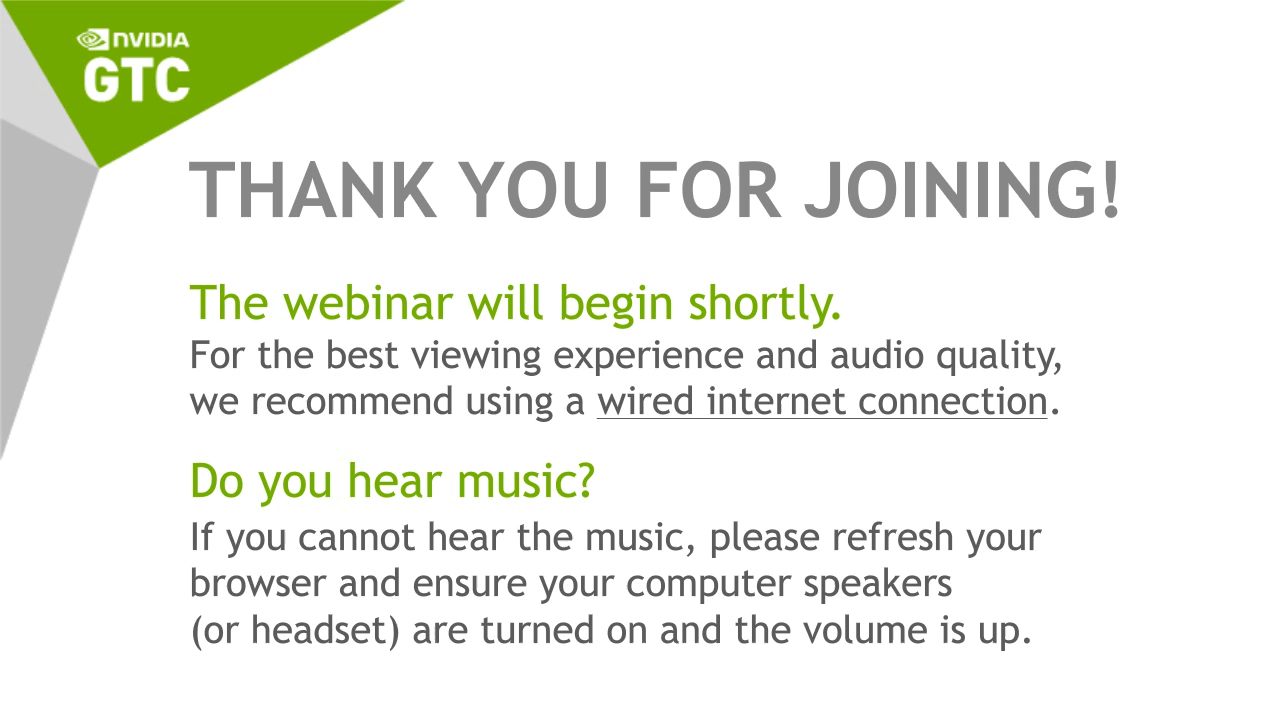 NVIDIA
GTC
THANK YOU FOR JOINING!
The webinar will begin shortly.
For the best viewing experience and audio quality,
we recommend using a wired internet connection.
Do you hear music?
If you cannot hear the music, please refresh your
browser and ensure your computer speakers
(or headset) are turned on and the volume is up.